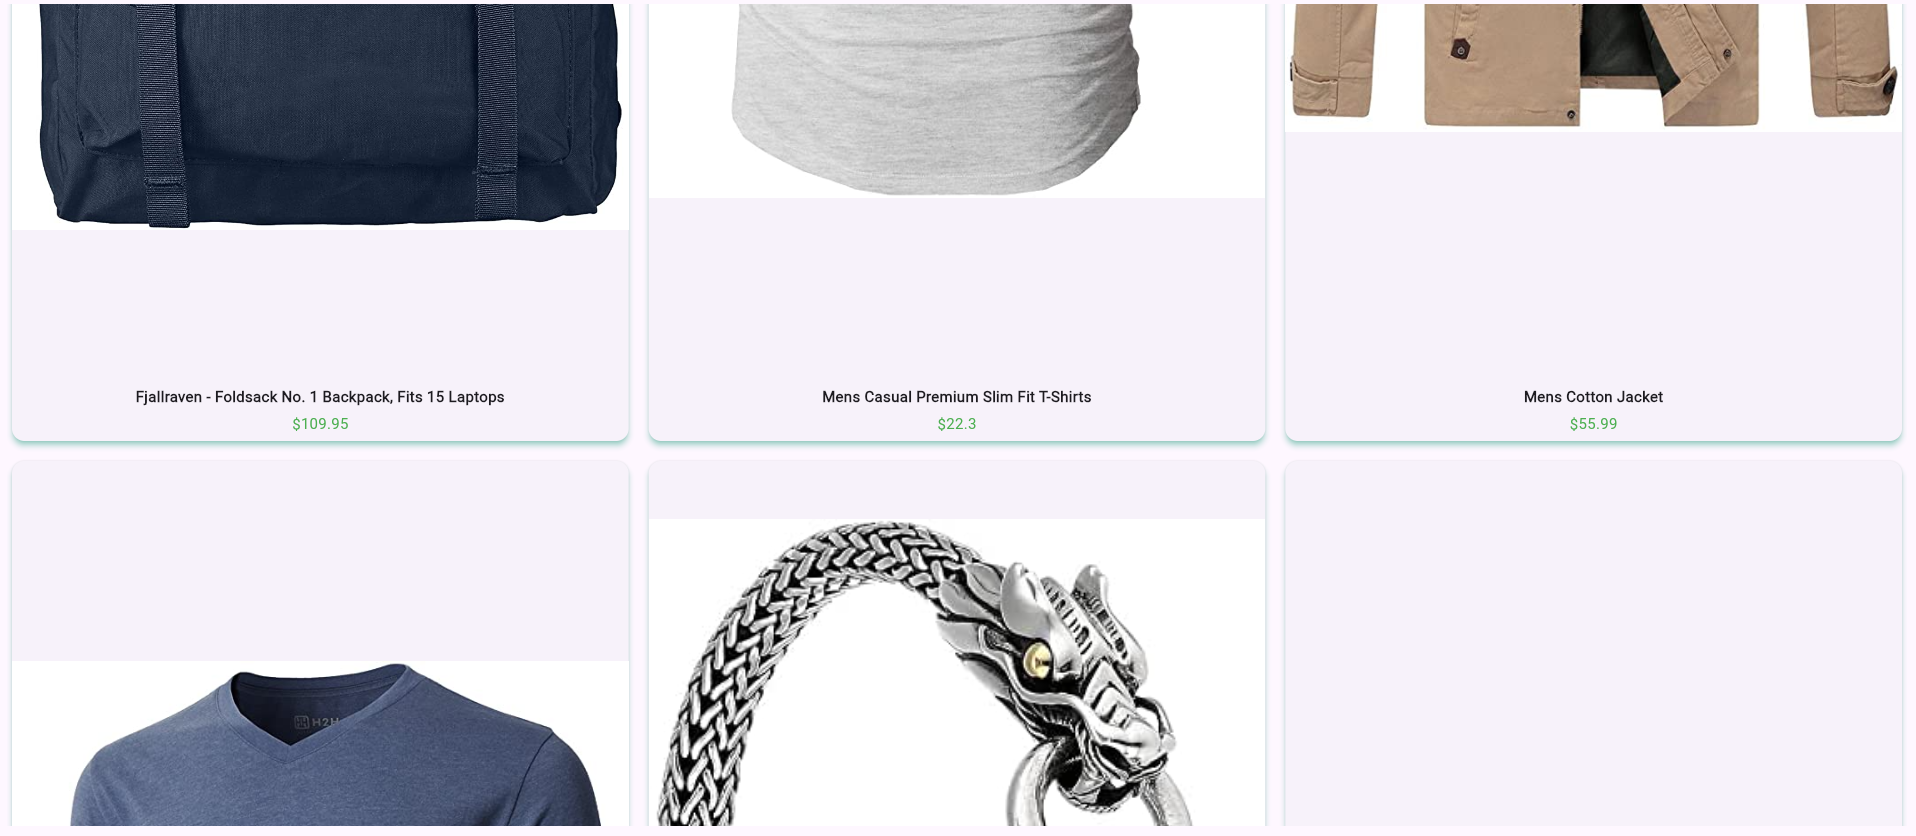 Fjallraven - Foldsack No. 1 Backpack, Fits 15 Laptops
$109.95
Mens Casual Premium Slim Fit T-Shirts
$22.3
Mens Cotton Jacket
$55.99
H2H